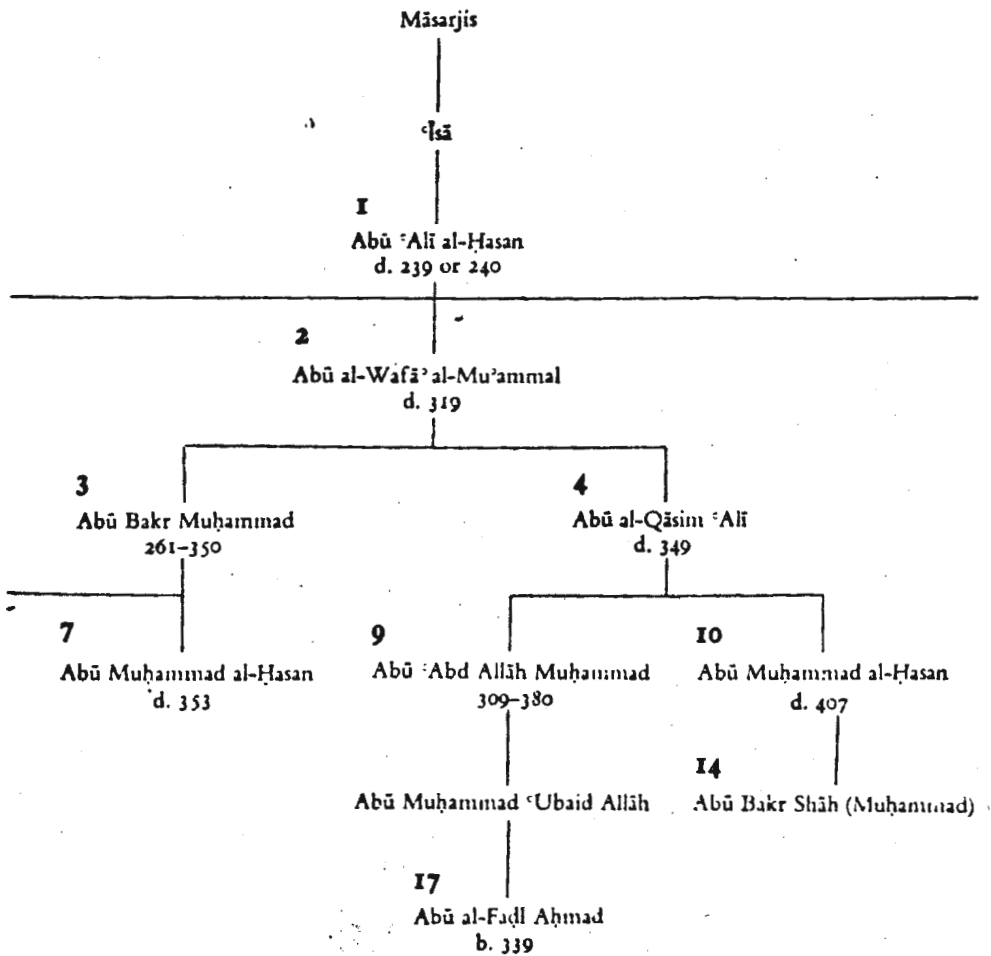 Māsarjis
ʿĪsā
1
Abū ʿAlī al-Ḥasan
d. 239 or 240
2
Abū al-Wafāʾ al-Muʾammal
d. 319
3
Abū Bakr Muḥammad
261–350
4
Abū al-Qāsim ʿAlī
d. 349
7
Abū Muḥammad al-Ḥasan
d. 353
9
Abū ʿAbd Allāh Muḥammad
309–380
10
Abū Muḥammad al-Ḥasan
d. 407
Abū Muḥammad ʿUbaid Allāh
14
Abū Bakr Shāh (Muḥammad)
17
Abū al-Faḍl Aḥmad
b. 339